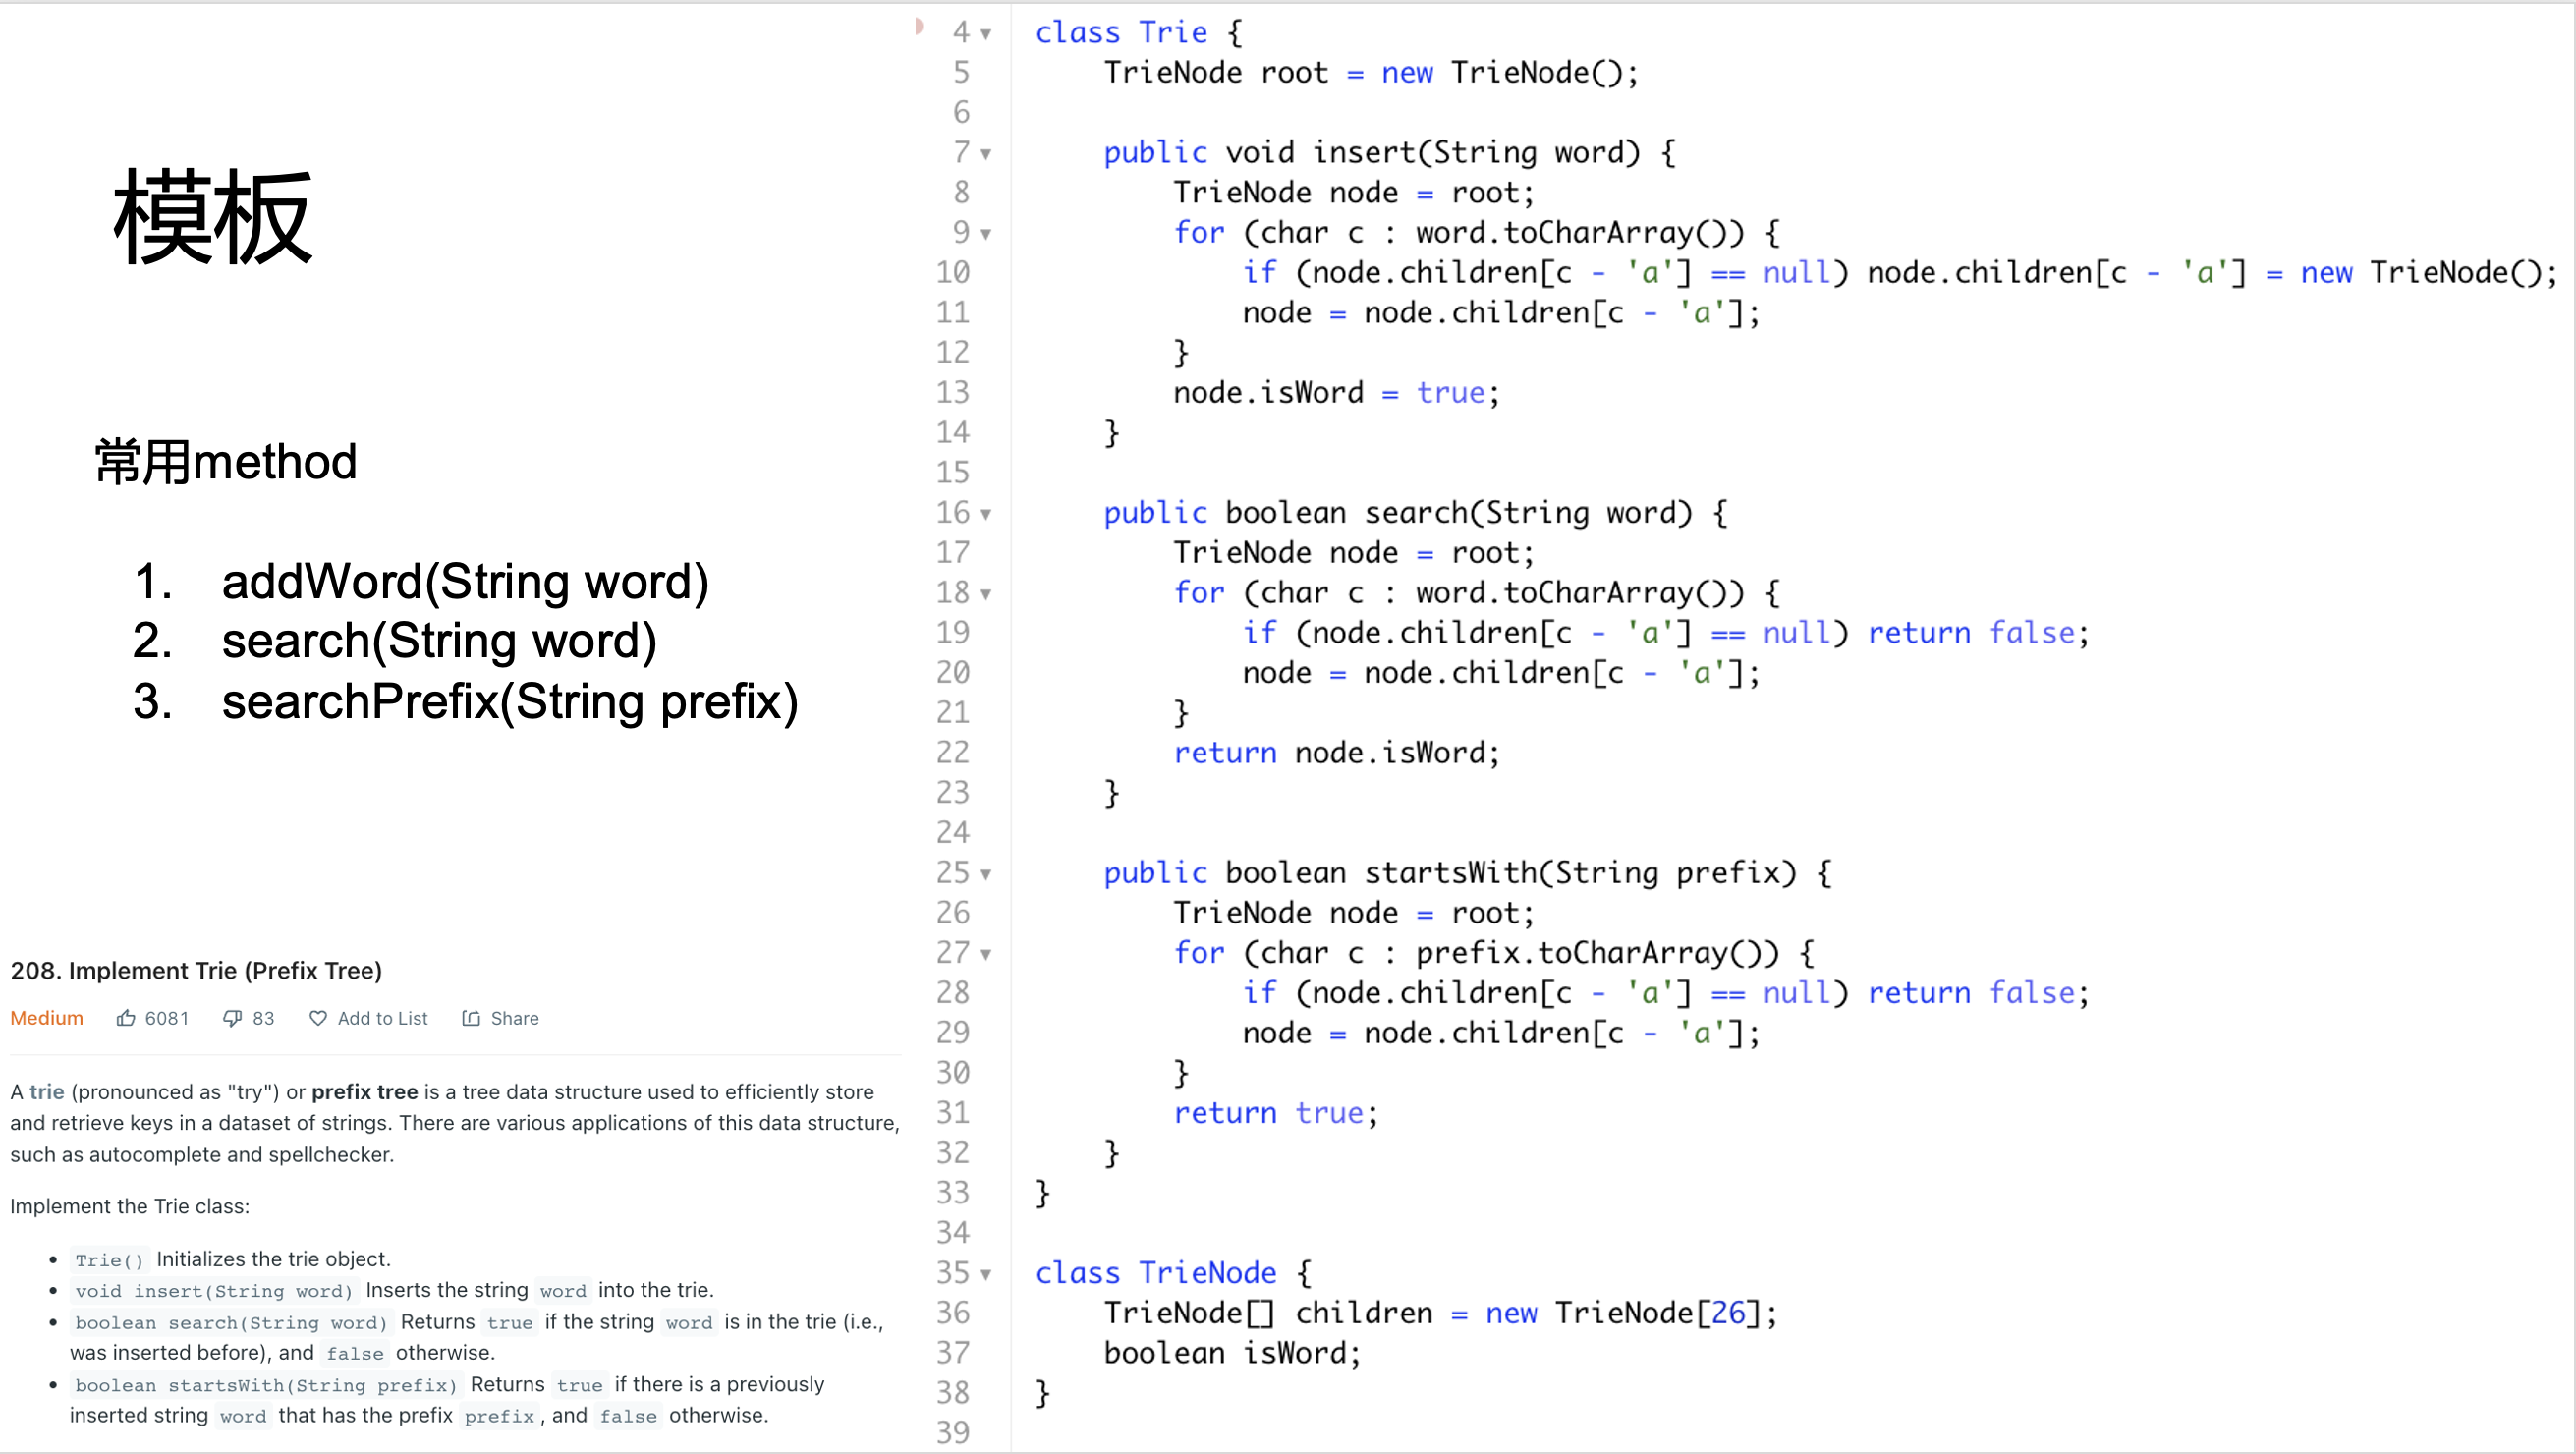 模板
常用method
1. addWord(String word)
2. search(String word)
3. searchPrefix(String prefix)
208. Implement Trie (Prefix Tree)
Medium 6081 83 Add to List Share
A trie (pronounced as "try") or prefix tree is a tree data structure used to efficiently store
and retrieve keys in a dataset of strings. There are various applications of this data structure,
such as autocomplete and spellchecker.
Implement the Trie class:
• Trie() Initializes the trie object.
• void insert(String word) Inserts the string word into the trie.
• boolean search(String word) Returns true if the string word is in the trie (i.e.,
was inserted before), and false otherwise.
• boolean startsWith(String prefix) Returns true if there is a previously
inserted string word that has the prefix prefix , and false otherwise.
4 class Trie {
5     TrieNode root = new TrieNode();
6
7     public void insert(String word) {
8         TrieNode node = root;
9         for (char c : word.toCharArray()) {
10             if (node.children[c - 'a'] == null) node.children[c - 'a'] = new TrieNode();
11             node = node.children[c - 'a'];
12         }
13         node.isWord = true;
14     }
15
16     public boolean search(String word) {
17         TrieNode node = root;
18         for (char c : word.toCharArray()) {
19             if (node.children[c - 'a'] == null) return false;
20             node = node.children[c - 'a'];
21         }
22         return node.isWord;
23     }
24
25     public boolean startsWith(String prefix) {
26         TrieNode node = root;
27         for (char c : prefix.toCharArray()) {
28             if (node.children[c - 'a'] == null) return false;
29             node = node.children[c - 'a'];
30         }
31         return true;
32     }
33 }
34
35 class TrieNode {
36     TrieNode[] children = new TrieNode[26];
37     boolean isWord;
38 }
39